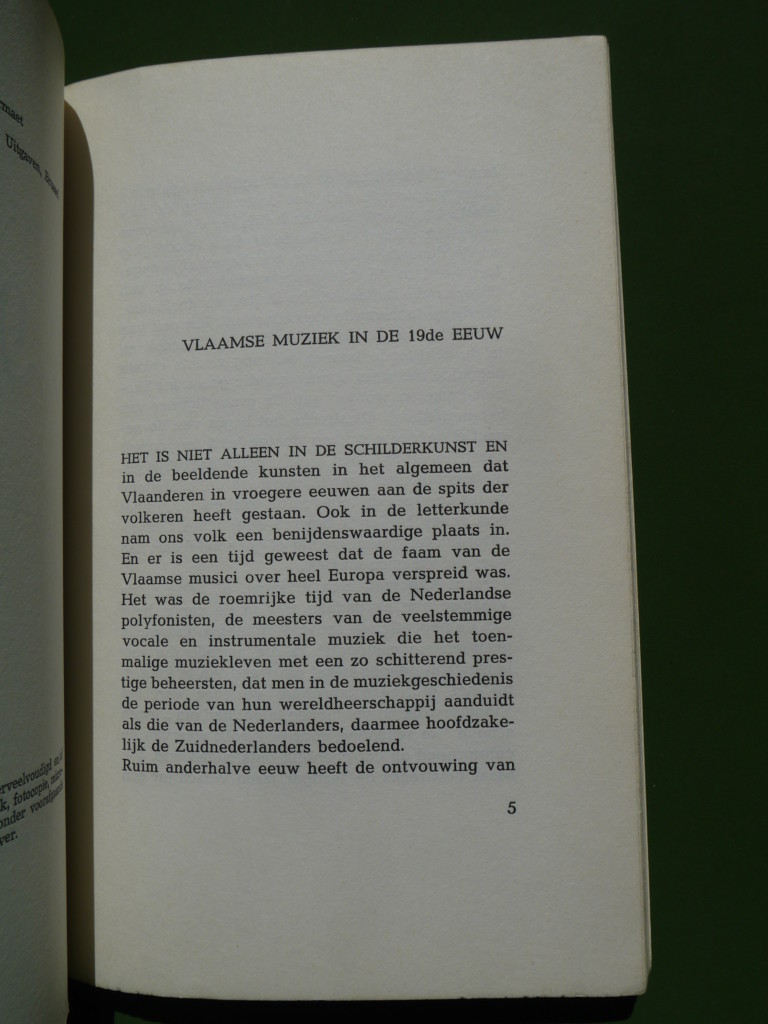 Uitgaven,
VLAAMSE MUZIEK IN DE 19de EEUW
HET IS NIET ALLEEN IN DE SCHILDERKUNST EN
in de beeldende kunsten in het algemeen dat
Vlaanderen in vroegere eeuwen aan de spits der
volkeren heeft gestaan. Ook in de letterkunde
nam ons volk een benijdenswaardige plaats in.
En er is een tijd geweest dat de faam van de
Vlaamse musici over heel Europa verspreid was.
Het was de roemrijke tijd van de Nederlandse
polyfonisten, de meesters van de veelstemmige
vocale en instrumentale muziek die het toen-
malige muziekleven met een zo schitterend pres-
tige beheersten, dat men in de muziekgeschiedenis
de periode van hun wereldheerschappij aanduidt
als die van de Nederlanders, daarmee hoofdzake-
lijk de Zuidnederlanders bedoelend.
Ruim anderhalve eeuw heeft de ontvouwing van
5
erveelvoudigd
k, fotocopie,
onder
ver.